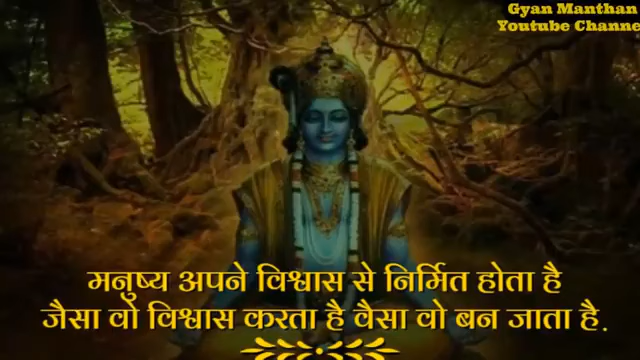 Gyan Manthan
Youtube Channe
मनुष्य अपने विश्वास से निर्मित होता है
जैसा वो विश्वास करता है वैसा वो बन जाता है.